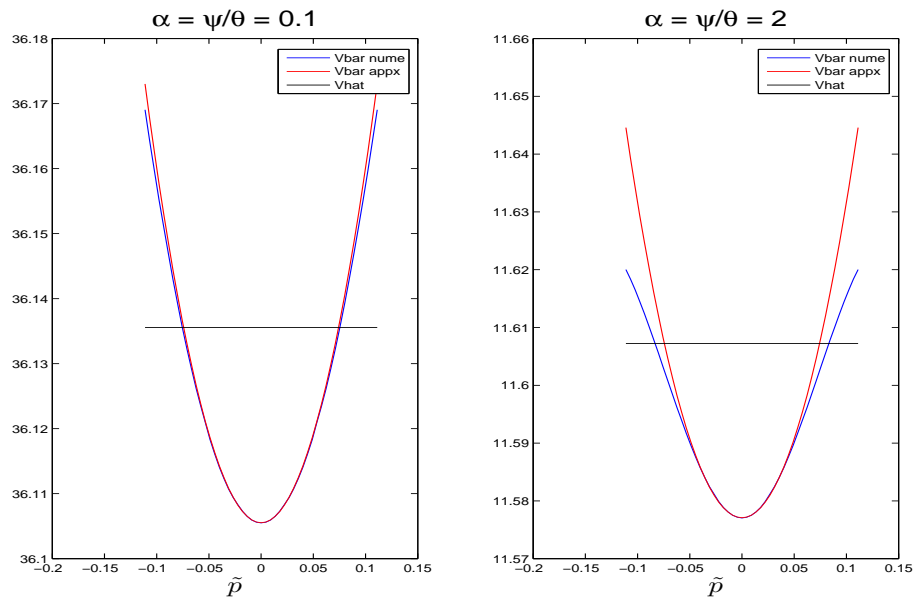 α = ψ/θ = 0.1
36.18
36.17
36.16
36.15
36.14
36.13
36.12
36.11
36.1
−0.2 −0.15 −0.1 −0.05 0 0.05 0.1 0.15
p̃
Vbar nume
Vbar appx
Vhat
α = ψ/θ = 2
11.66
11.65
11.64
11.63
11.62
11.61
11.6
11.59
11.58
11.57
−0.2 −0.15 −0.1 −0.05 0 0.05 0.1 0.15
p̃
Vbar nume
Vbar appx
Vhat